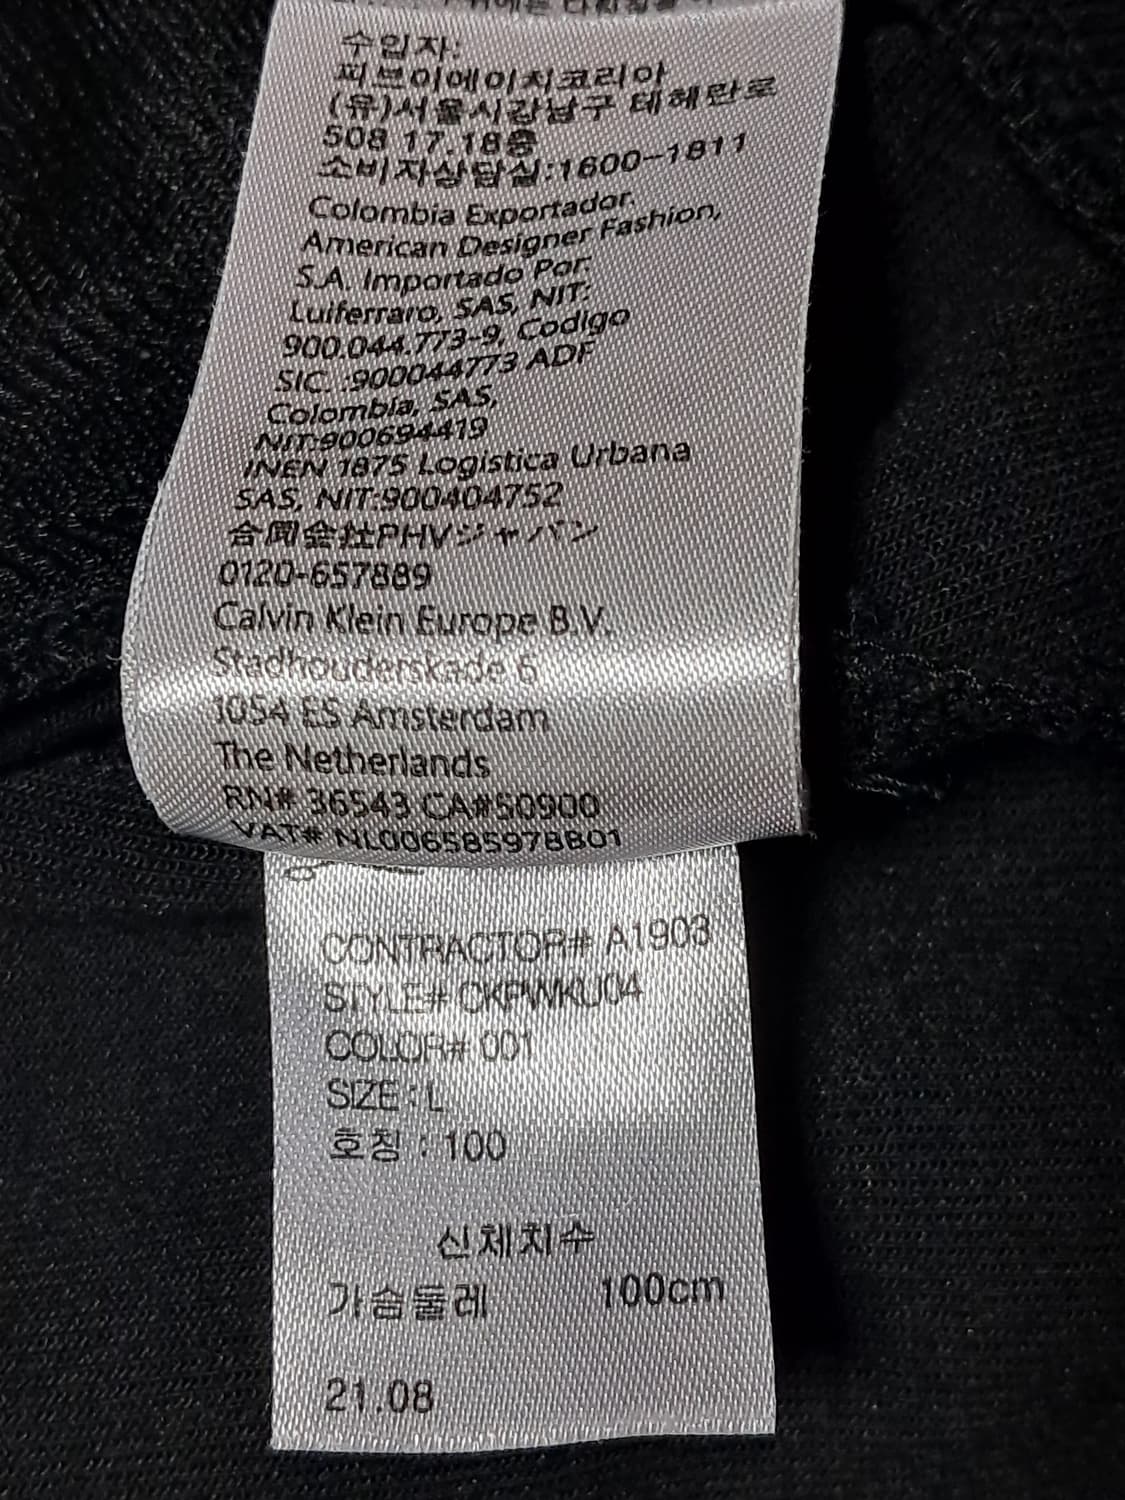 수입자:
피브이에이치코리아
(유)서울시강남구 테헤란로
508 17.18층
소비자상담실:1600-1811
Colombia Exportador.
American Designer Fashion,
S.A. Importado Por:
Luiferraro, SAS, NIT:
900.044.773-9, Codigo
SIC. :900044773 ADF
Colombia, SAS,
NIT:900694419
INEN 1875 Logistica Urbana
SAS, NIT:900404752
合同会社PHVジャパン
0120-657889
Calvin Klein Europe B.V.
Stadhouderskade 6
1054 ES Amsterdam
The Netherlands
RN# 36543 CA#50900
VAT# NL006585978B01
CONTRACTOR# A1903
STYLE# CKPWKU04
COLOR# 001
SIZE : L
호칭 : 100
신체치수
가슴둘레 100cm
21.08